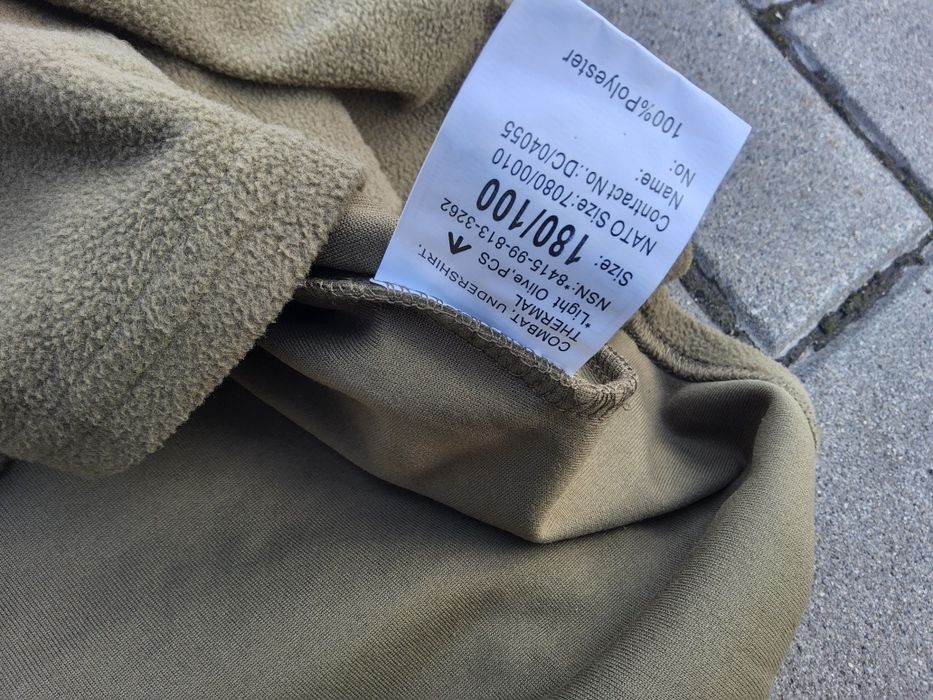 COMBAT, UNDERSHIRT.
THERMAL
*Light Olive,PCS
NSN:*8415-99-813-3262
Size: 180/100
NATO Size:7080/0010
Contract No.:DC/04055
Name:
No:
100%Polyester